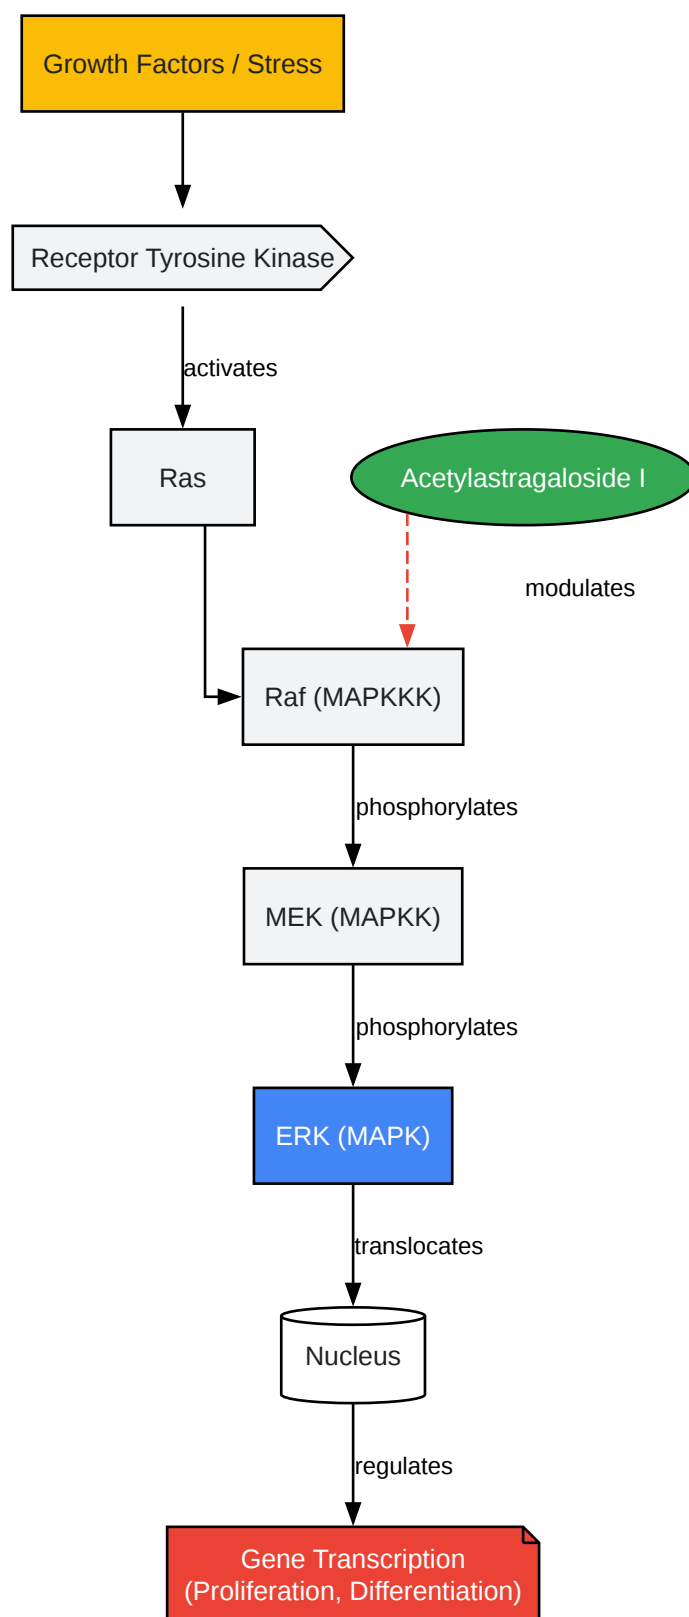 Growth Factors / Stress
Receptor Tyrosine Kinase
activates
Ras
Acetylastragaloside I
modulates
Raf (MAPKKK)
phosphorylates
MEK (MAPKK)
phosphorylates
ERK (MAPK)
translocates
Nucleus
regulates
Gene Transcription
(Proliferation, Differentiation)